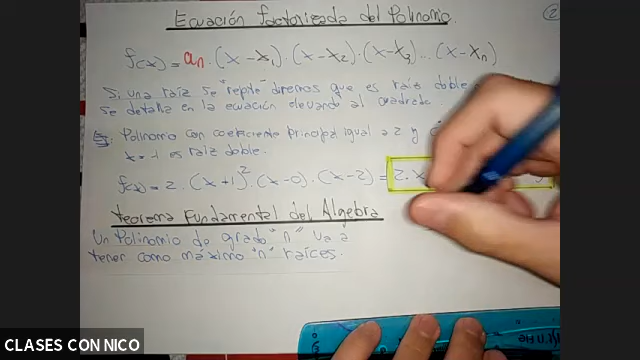 Ecuación factorizada del Polinomio.
2
f(x) = an · (x - x1) · (x - x2) · (x - x3) ... (x - xn)
Si una raíz se "repite" diremos que es raíz doble
se detalla en la ecuación elevando al cuadrado
Ej: Polinomio con coeficiente principal igual a 2 y
x = -1 es raíz doble.
f(x) = 2 · (x+1)² · (x-0) · (x-2) = 2·x
Teorema Fundamental del Álgebra
Un Polinomio de grado "n" va a
tener como máximo "n" raíces.
CLASES CON NICO